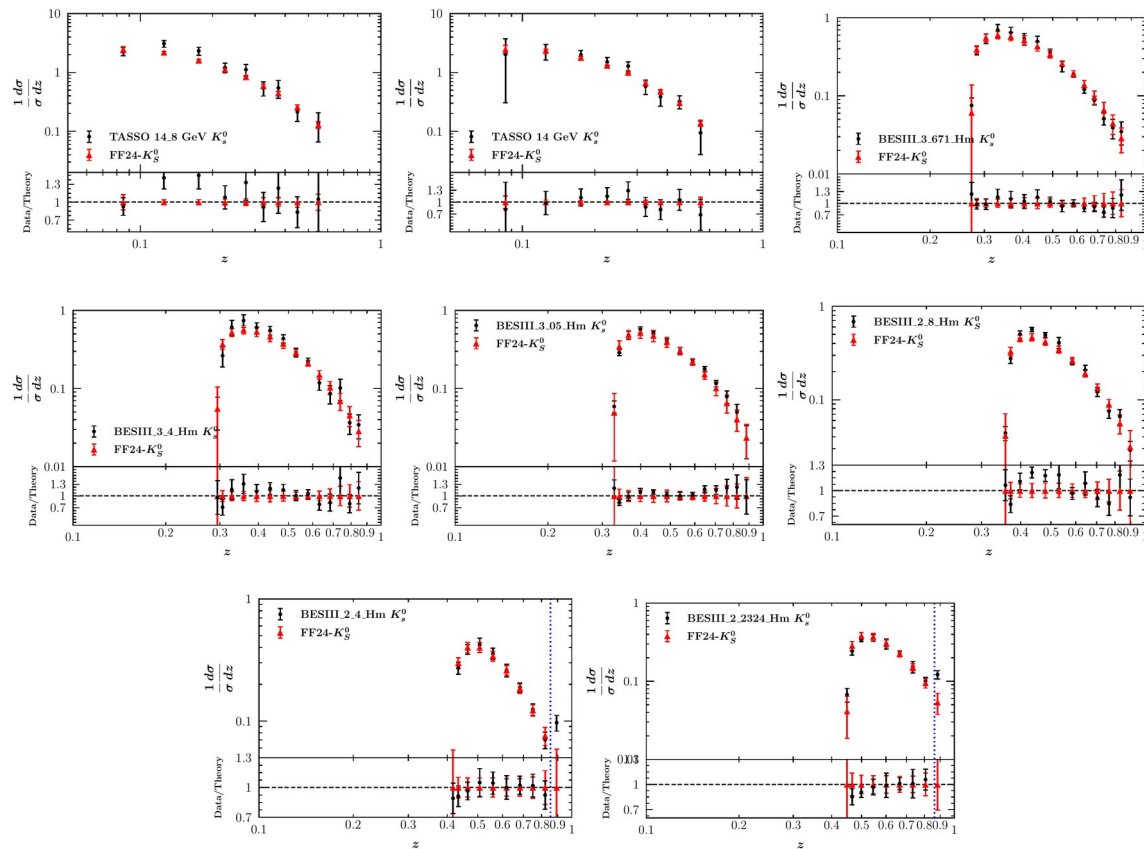 10
1
0.1
1/σ dσ/dz
TASSO 14_8 GeV K_s^0
FF24-K_S^0
Data/Theory
1.3
1
0.7
0.1
1
z
10
1
0.1
1/σ dσ/dz
TASSO 14 GeV K_s^0
FF24-K_S^0
Data/Theory
1.3
1
0.7
0.1
1
z
1
0.1
0.01
1/σ dσ/dz
BESIII_3_671_Hm K_s^0
FF24-K_S^0
Data/Theory
1.3
1
0.7
0.1 0.2 0.3 0.4 0.5 0.6 0.7 0.8 0.9 1
z
1
0.1
0.01
1/σ dσ/dz
BESIII_3_4_Hm K_s^0
FF24-K_S^0
Data/Theory
1.3
1
0.7
0.1 0.2 0.3 0.4 0.5 0.6 0.7 0.8 0.9 1
z
1
0.1
0.01
1/σ dσ/dz
BESIII_3_05_Hm K_s^0
FF24-K_S^0
Data/Theory
1.3
1
0.7
0.1 0.2 0.3 0.4 0.5 0.6 0.7 0.8 0.9 1
z
1
0.1
1/σ dσ/dz
BESIII_2_8_Hm K_s^0
FF24-K_S^0
Data/Theory
1.3
1
0.7
0.1 0.2 0.3 0.4 0.5 0.6 0.7 0.8 0.9 1
z
1
0.1
1/σ dσ/dz
BESIII_2_4_Hm K_s^0
FF24-K_S^0
Data/Theory
1.3
1
0.7
0.1 0.2 0.3 0.4 0.5 0.6 0.7 0.8 0.9 1
z
1
0.1
1/σ dσ/dz
BESIII_2_2324_Hm K_s^0
FF24-K_S^0
Data/Theory
1
0.7
0.1 0.2 0.3 0.4 0.5 0.6 0.7 0.8 0.9 1
z